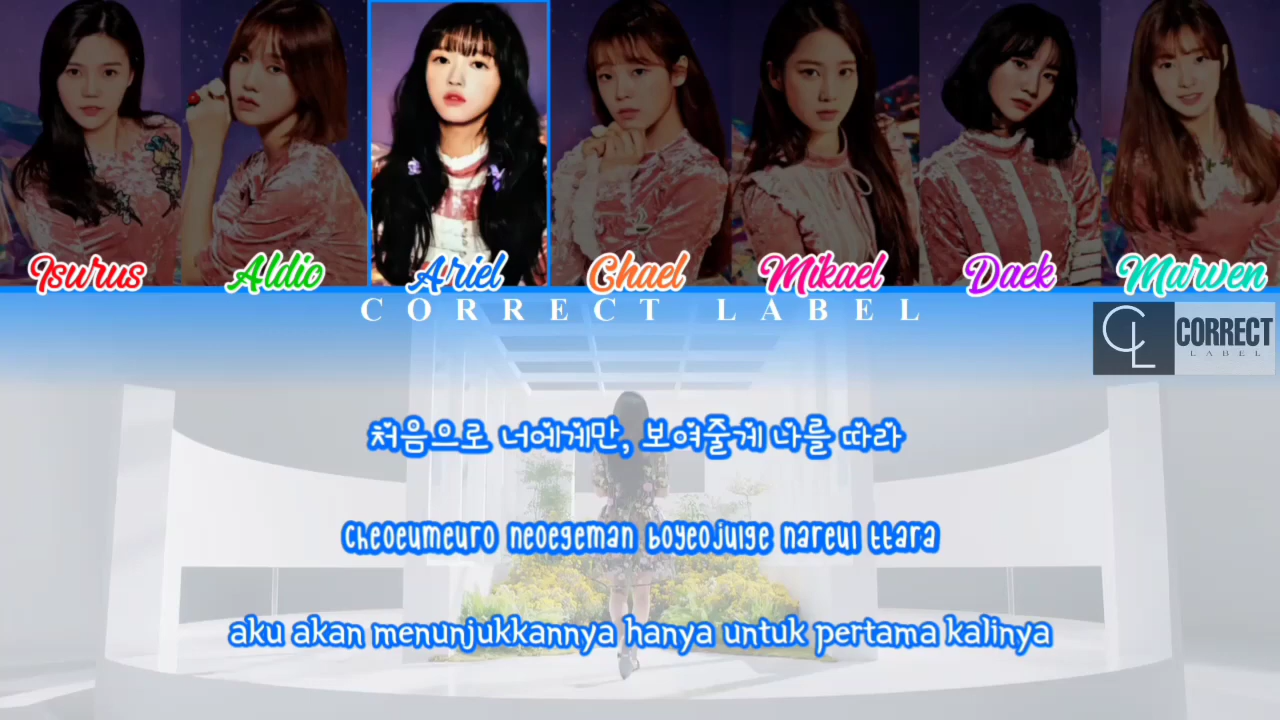 Isurus Aldio Ariel Chael Mikael Daek Marven
CORRECT LABEL
CL CORRECT
LABEL
처음으로 너에게만, 보여줄게 나를 따라
cheoeumeuro neoegeman boyeojulge nareul ttara
aku akan menunjukkannya hanya untuk pertama kalinya